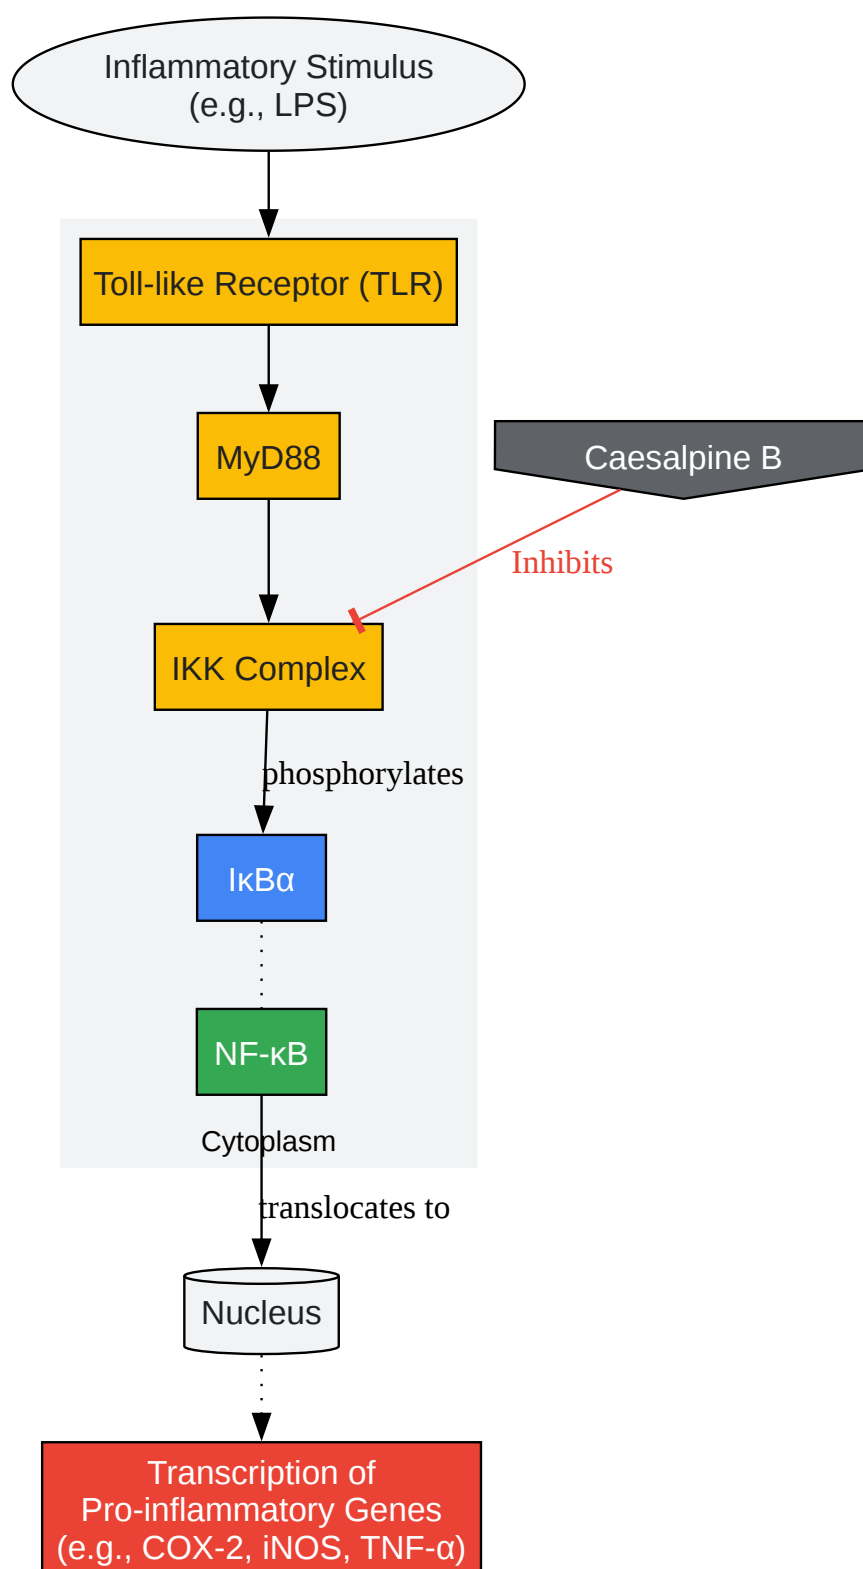 Inflammatory Stimulus
(e.g., LPS)
Toll-like Receptor (TLR)
MyD88
Caesalpine B
Inhibits
IKK Complex
phosphorylates
IκBα
NF-κB
Cytoplasm
translocates to
Nucleus
Transcription of
Pro-inflammatory Genes
(e.g., COX-2, iNOS, TNF-α)